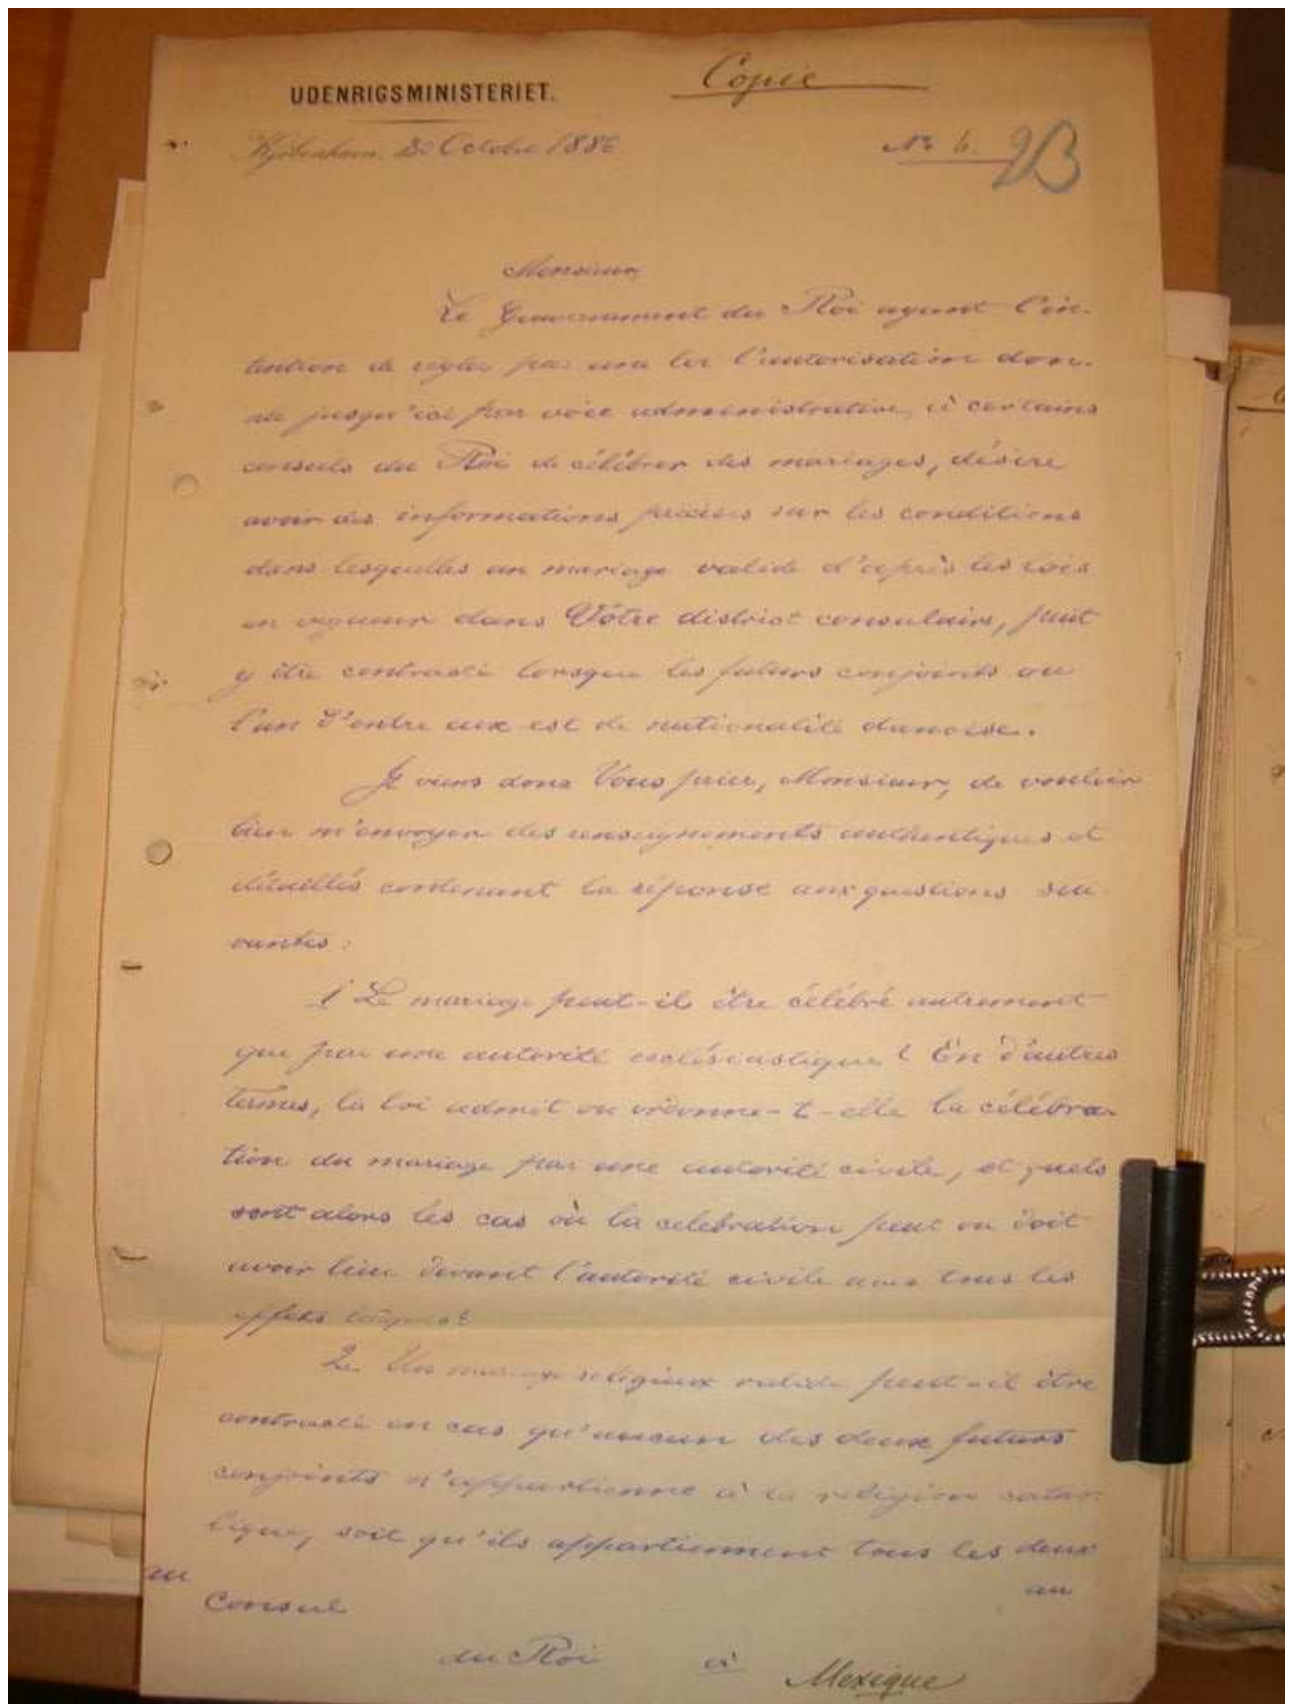 UDENRIGSMINISTERIET.
Copie
Kjøbenhavn, 20 Octobre 1886
No 6.
Monsieur,
Le Gouvernement du Roi ayant l'in-
tention de régler par une loi l'autorisation don-
née jusqu'ici par voie administrative, à certains
consuls du Roi de célébrer des mariages, désire
avoir des informations précises sur les conditions
dans lesquelles un mariage valide d'après les lois
en vigueur dans Votre district consulaire, peut
y être contracté lorsque les futurs conjoints ou
l'un d'entre eux est de nationalité danoise.
Je viens donc Vous prier, Monsieur, de vouloir
bien m'envoyer des renseignements authentiques et
détaillés contenant la réponse aux questions sui-
vantes:
1. Le mariage peut-il être célébré autrement
que par une autorité ecclésiastique? En d'autres
termes, la loi admet ou ordonne-t-elle la célébra-
tion du mariage par une autorité civile, et quels
sont alors les cas où la celebration peut ou doit
avoir lieu devant l'autorité civile avec tous les
effets légaux?
2. Un mariage religieux valide peut-il être
contracté en cas qu'aucun des deux futurs
conjoints n'appartienne à la religion catho-
lique, soit qu'ils appartiennent tous les deux
au
au
Consul
du Roi à Mexique